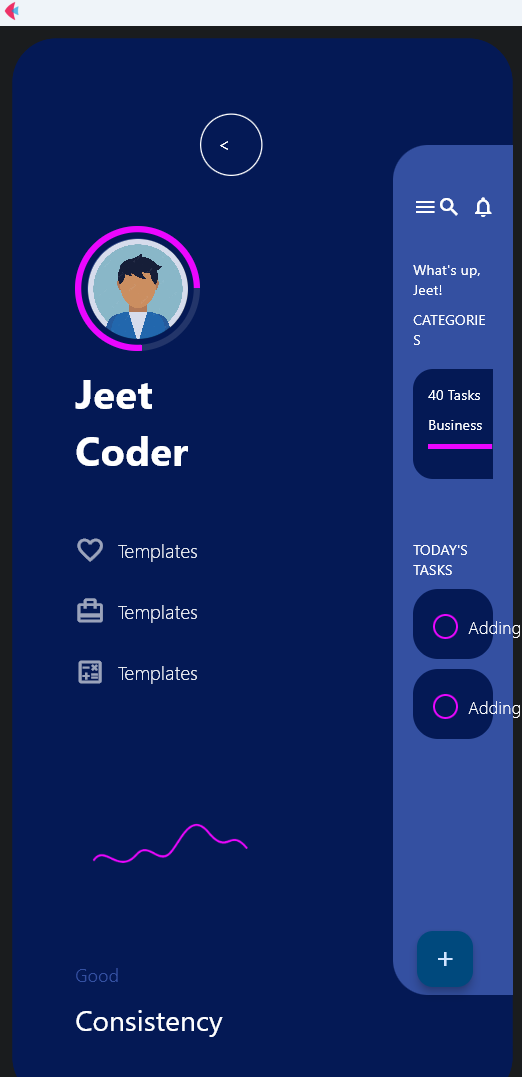 <
Jeet
Coder
Templates
Templates
Templates
Good
Consistency
What's up,
Jeet!
CATEGORIE
S
40 Tasks
Business
TODAY'S
TASKS
Adding
Adding
+